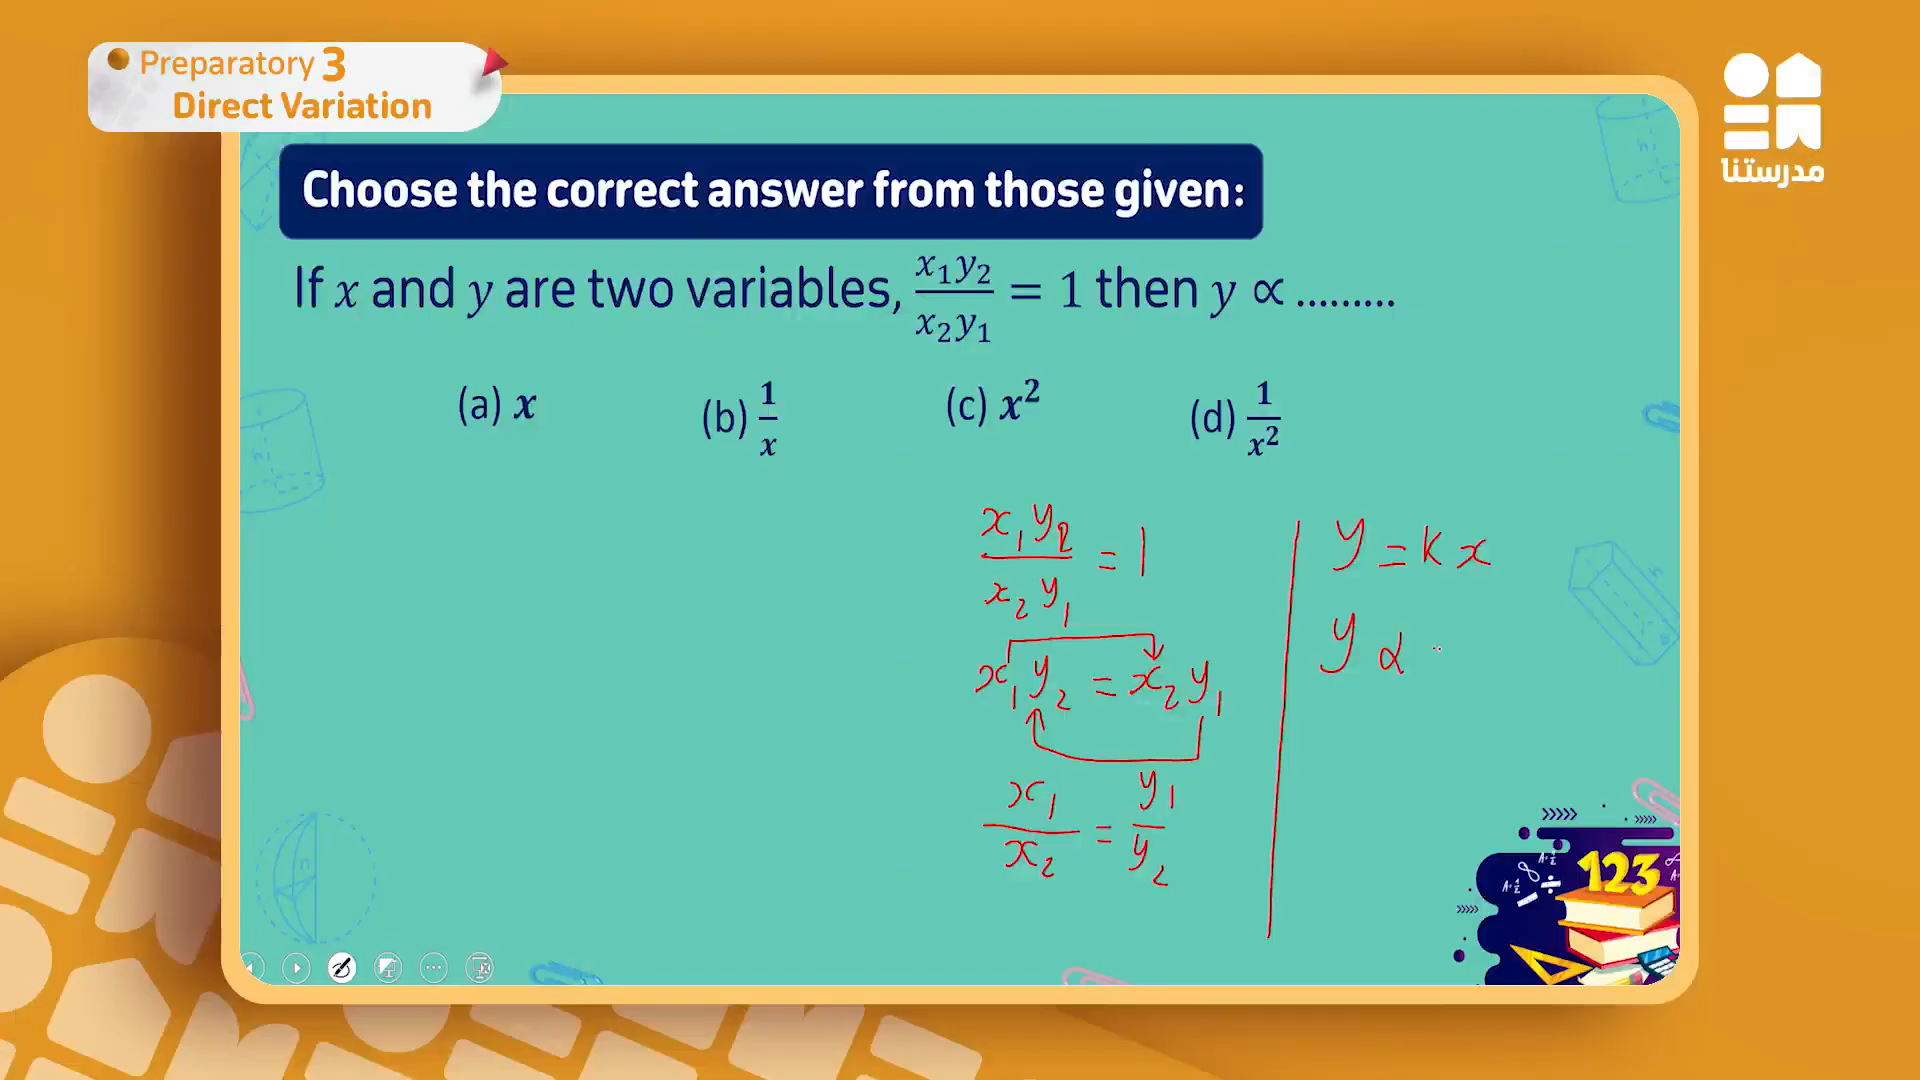 Preparatory 3
Direct Variation
مدرستنا
Choose the correct answer from those given:
If x and y are two variables, x₁y₂/x₂y₁ = 1 then y ∝ .........
(a) x (b) 1/x (c) x² (d) 1/x²
x₁y₂/x₂y₁ = 1
x₁y₂ = x₂y₁
x₁/x₂ = y₁/y₂
y = kx
y α
123